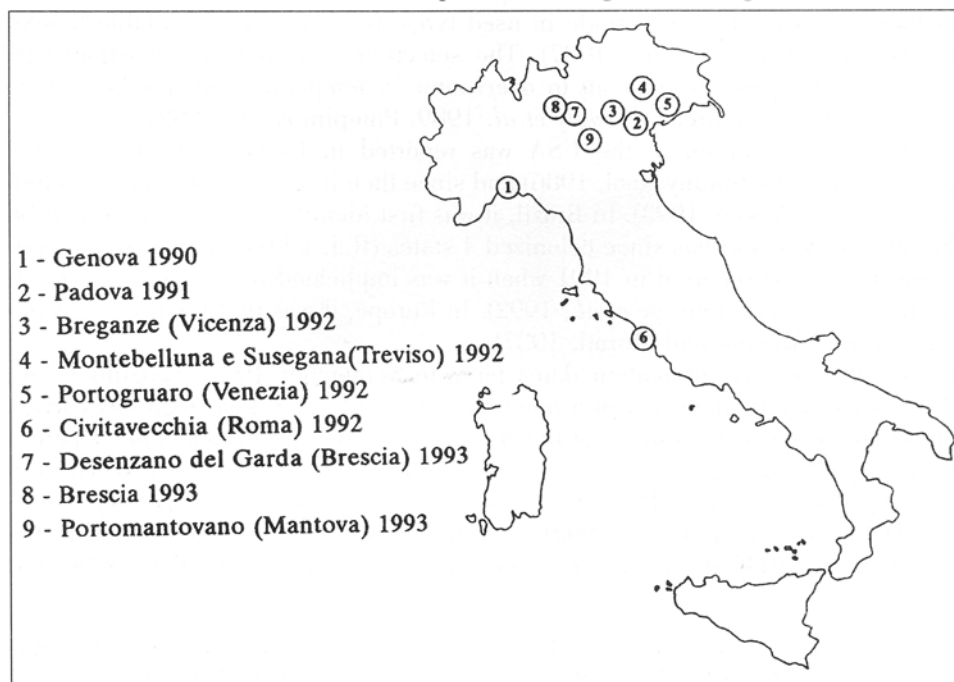 1 - Genova 1990
2 - Padova 1991
3 - Breganze (Vicenza) 1992
4 - Montebelluna e Susegana(Treviso) 1992
5 - Portogruaro (Venezia) 1992
6 - Civitavecchia (Roma) 1992
7 - Desenzano del Garda (Brescia) 1993
8 - Brescia 1993
9 - Portomantovano (Mantova) 1993
4
8 7 3 2 5
9
1
6